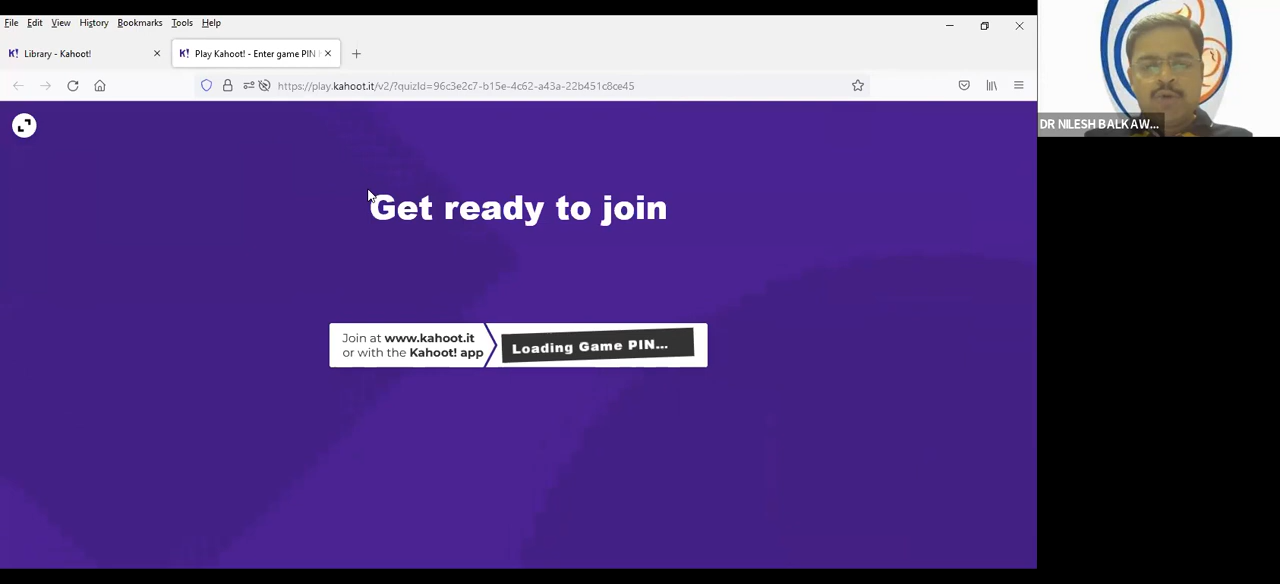 File Edit View History Bookmarks Tools Help
Library - Kahoot!
Play Kahoot! - Enter game PIN
https://play.kahoot.it/v2/?quizId=96c3e2c7-b15e-4c62-a43a-22b451c8ce45
DR NILESH BALKAW...
Get ready to join
Join at www.kahoot.it
or with the Kahoot! app
Loading Game PIN...